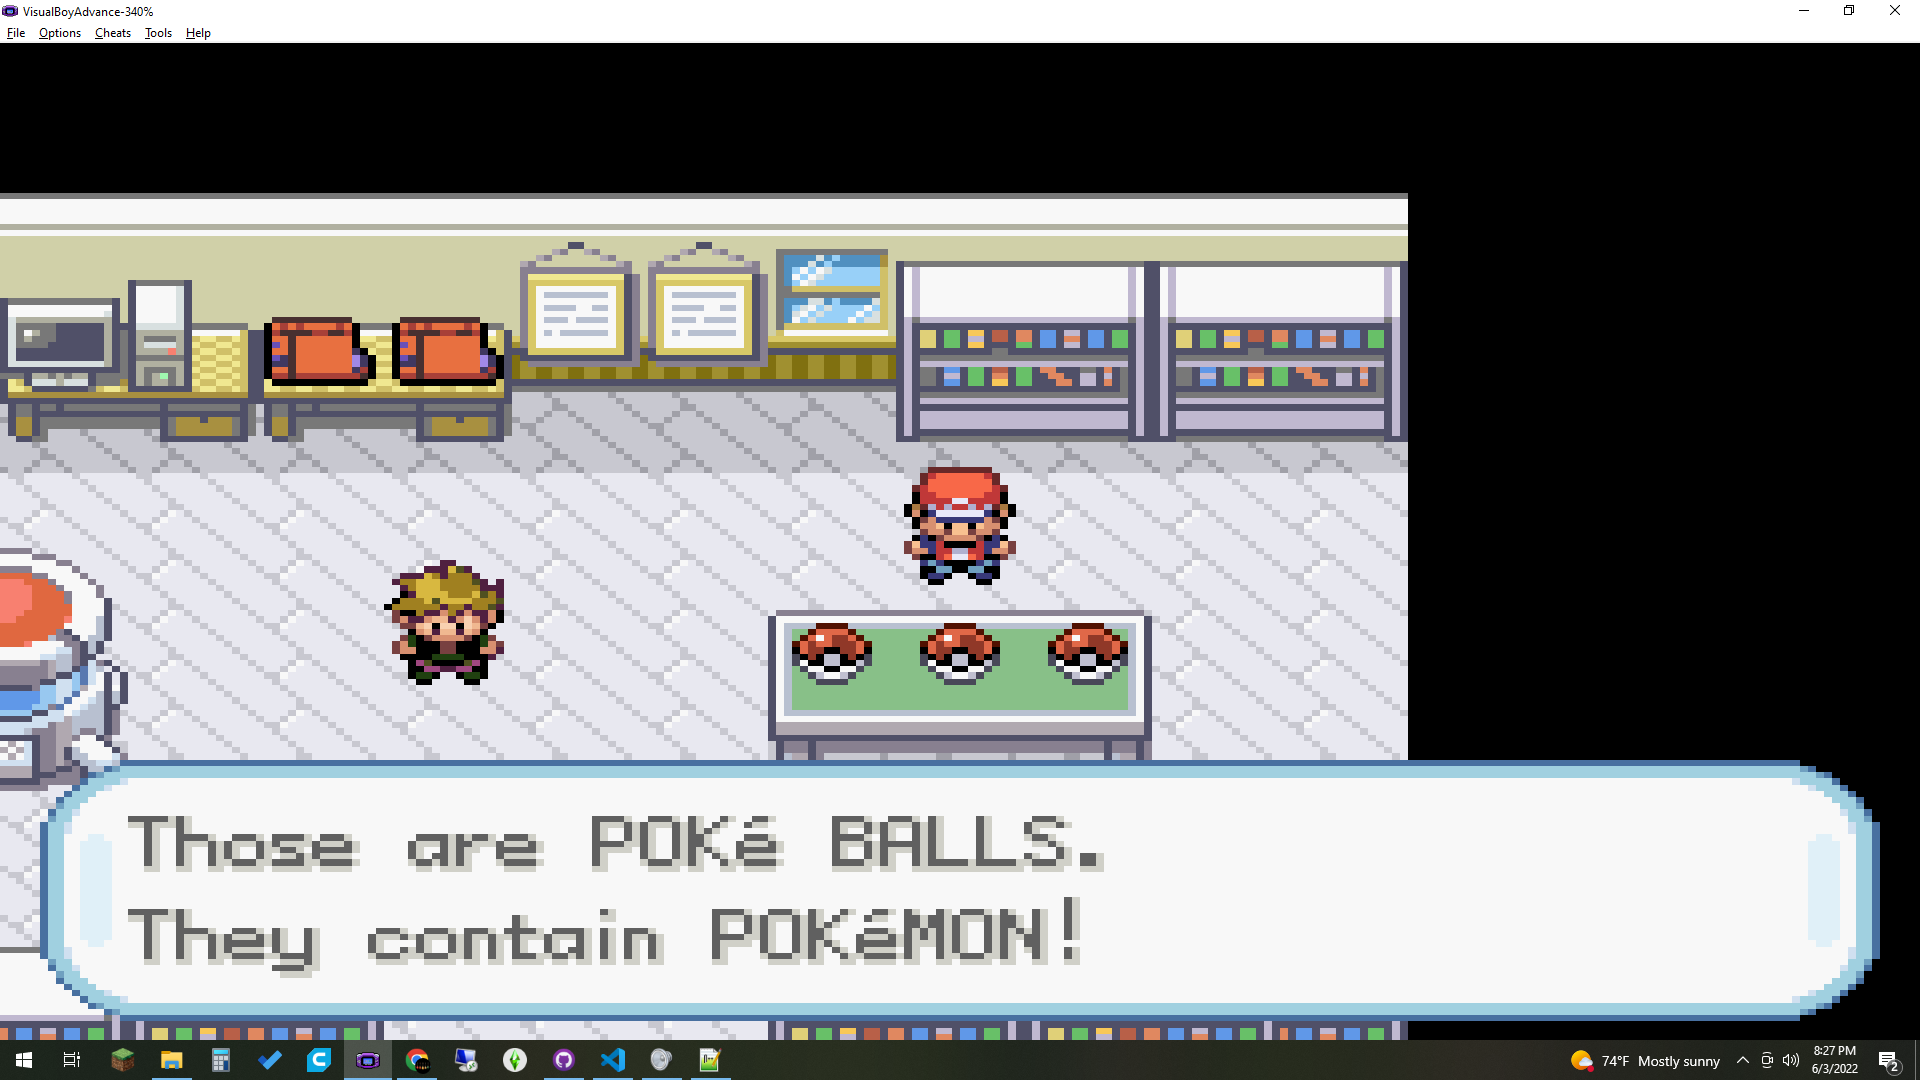 VisualBoyAdvance-340%
File Options Cheats Tools Help
Those are POKé BALLS.
They contain POKéMON!
74°F Mostly sunny
8:27 PM
6/3/2022
2